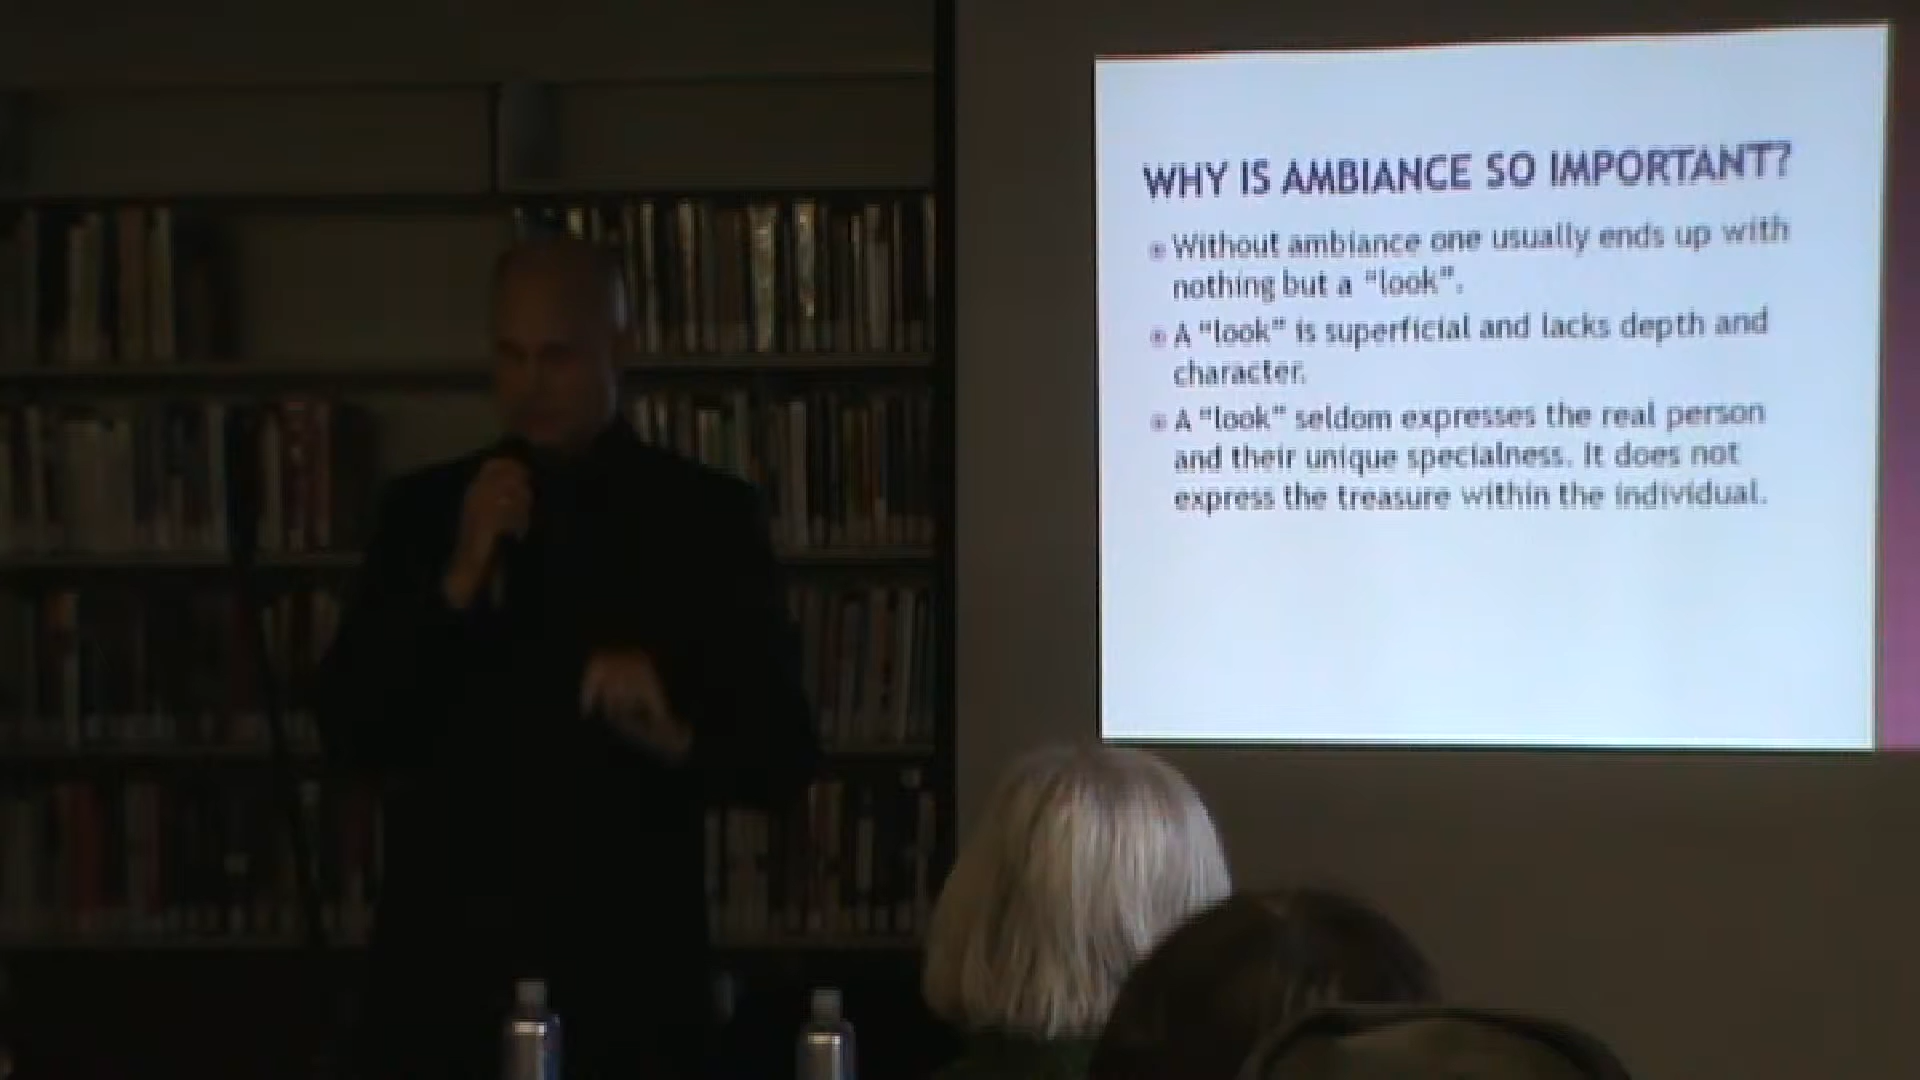 WHY IS AMBIANCE SO IMPORTANT?
Without ambiance one usually ends up with
nothing but a "look".
A "look" is superficial and lacks depth and
character.
A "look" seldom expresses the real person
and their unique specialness. It does not
express the treasure within the individual.